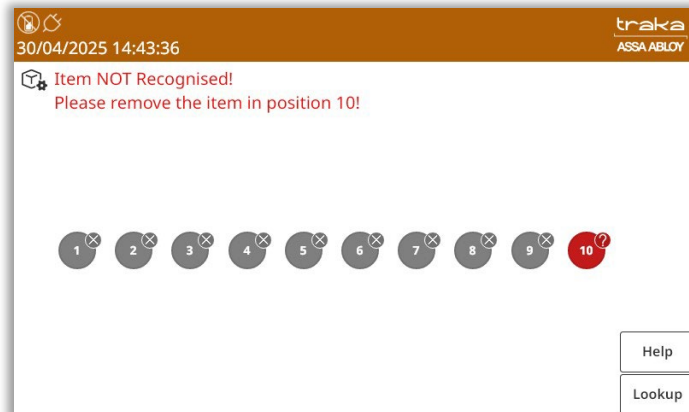 traka
30/04/2025 14:43:36
ASSA ABLOY
Item NOT Recognised!
Please remove the item in position 10!
1 2 3 4 5 6 7 8 9 10 ?
Help
Lookup